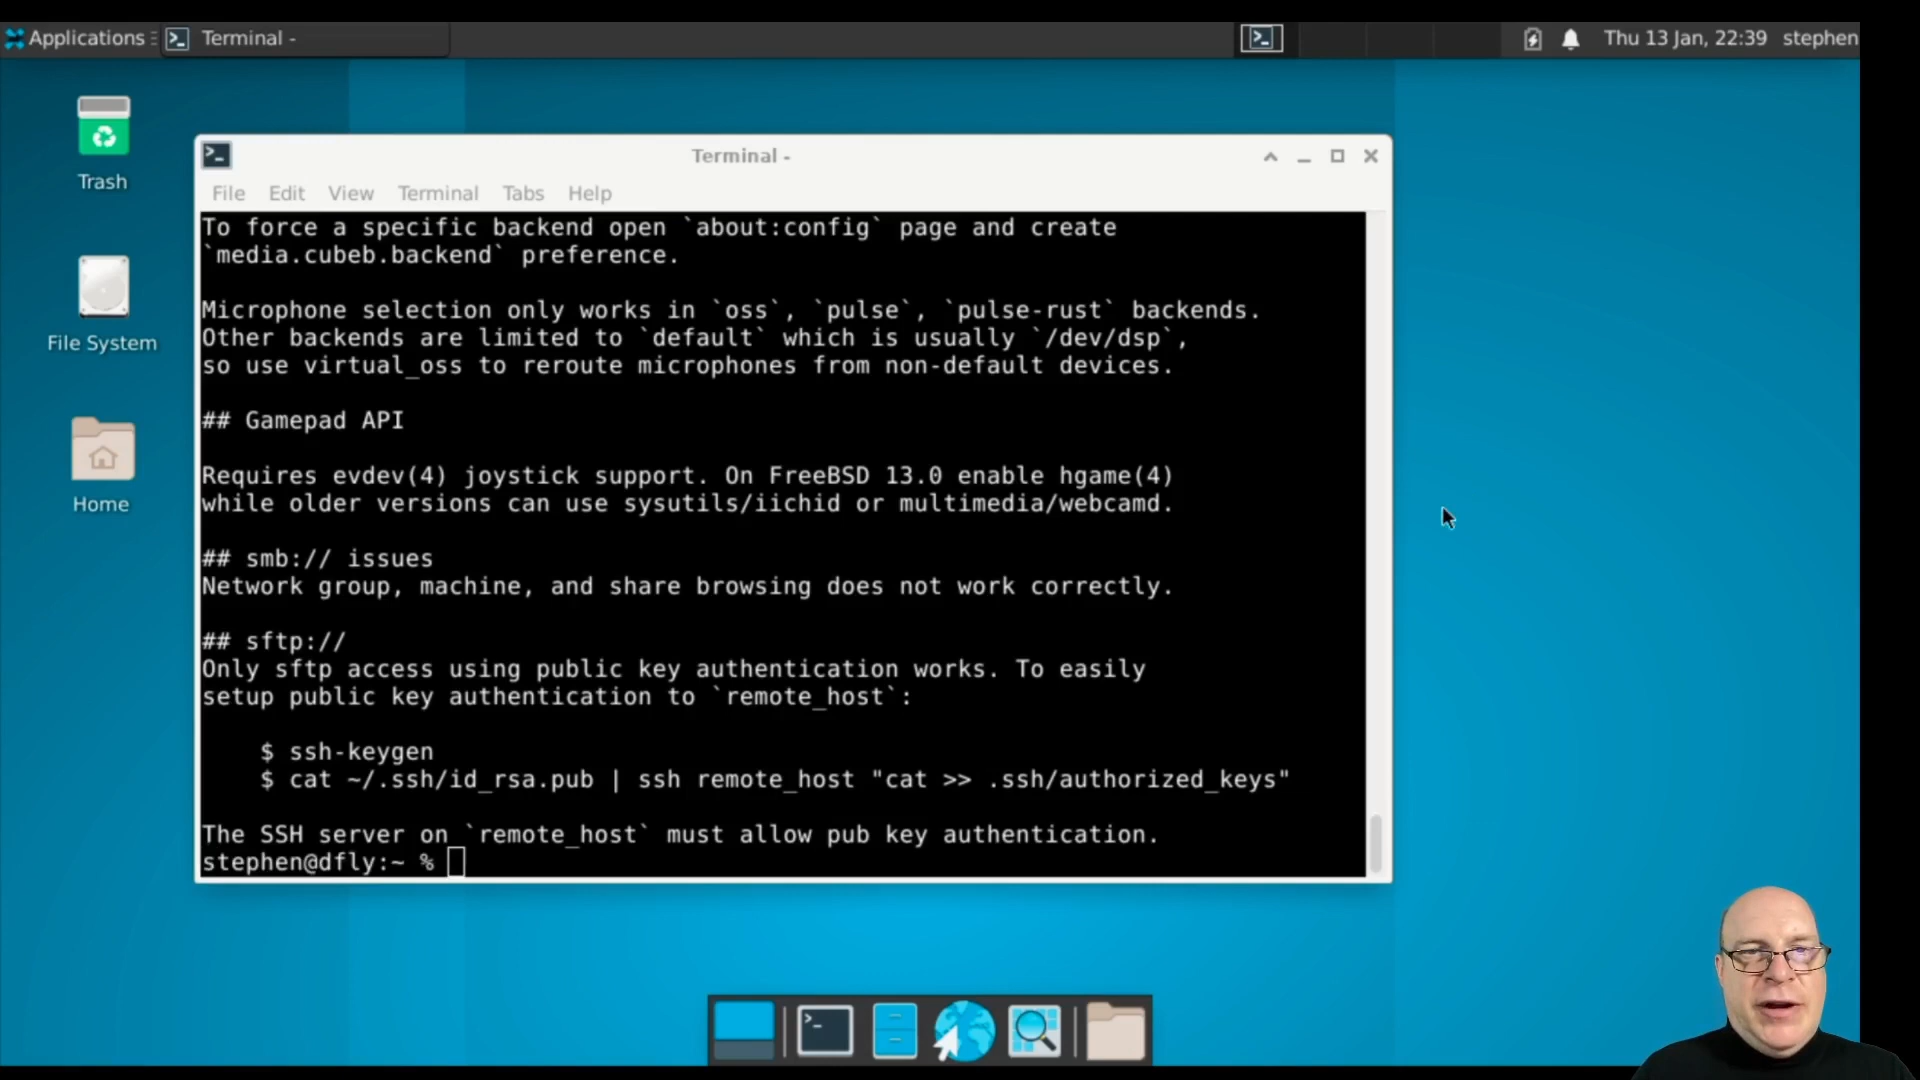 Applications
Terminal -
Thu 13 Jan, 22:39
stephen
Trash
File System
Home
Terminal -
File Edit View Terminal Tabs Help
To force a specific backend open `about:config` page and create
`media.cubeb.backend` preference.
Microphone selection only works in `oss`, `pulse`, `pulse-rust` backends.
Other backends are limited to `default` which is usually `/dev/dsp`,
so use virtual_oss to reroute microphones from non-default devices.
## Gamepad API
Requires evdev(4) joystick support. On FreeBSD 13.0 enable hgame(4)
while older versions can use sysutils/iichid or multimedia/webcamd.
## smb:// issues
Network group, machine, and share browsing does not work correctly.
## sftp://
Only sftp access using public key authentication works. To easily
setup public key authentication to `remote_host`:
$ ssh-keygen
$ cat ~/.ssh/id_rsa.pub | ssh remote_host "cat >> .ssh/authorized_keys"
The SSH server on `remote_host` must allow pub key authentication.
stephen@dfly:~ %